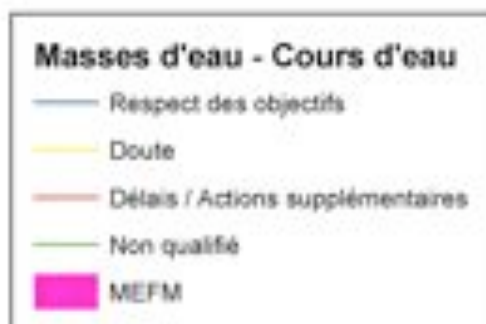 Masses d'eau - Cours d'eau
Respect des objectifs
Doute
Délais / Actions supplémentaires
Non qualifié
MEFM